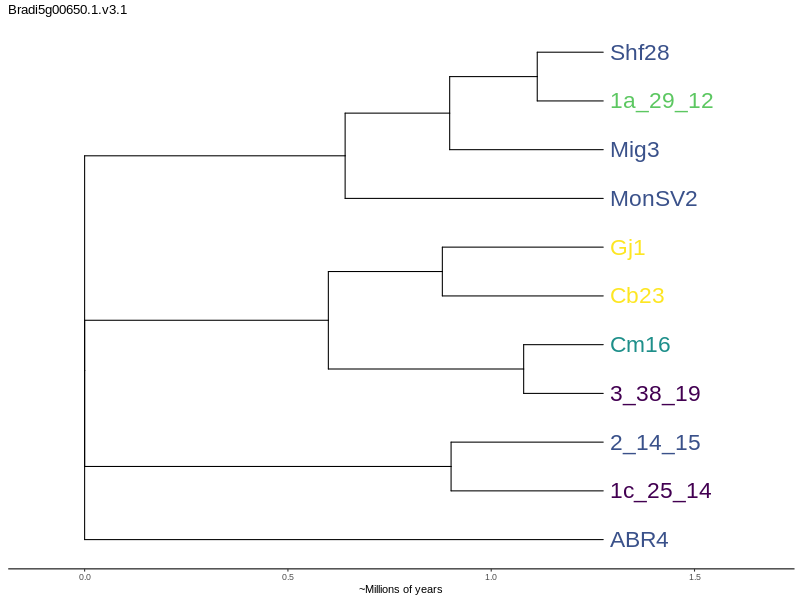 Bradi5g00650.1.v3.1
Shf28
1a_29_12
Mig3
MonSV2
Gj1
Cb23
Cm16
3_38_19
2_14_15
1c_25_14
ABR4
0.0 0.5 1.0 1.5
~Millions of years